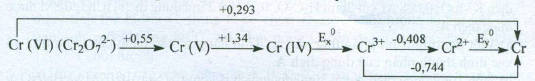 +0,293
Cr (VI) (Cr₂O₇²⁻) +0,55 Cr (V) +1,34 Cr (IV) Eₓ⁰ Cr³⁺ -0,408 Cr²⁺ Eᵧ⁰ Cr
-0,744